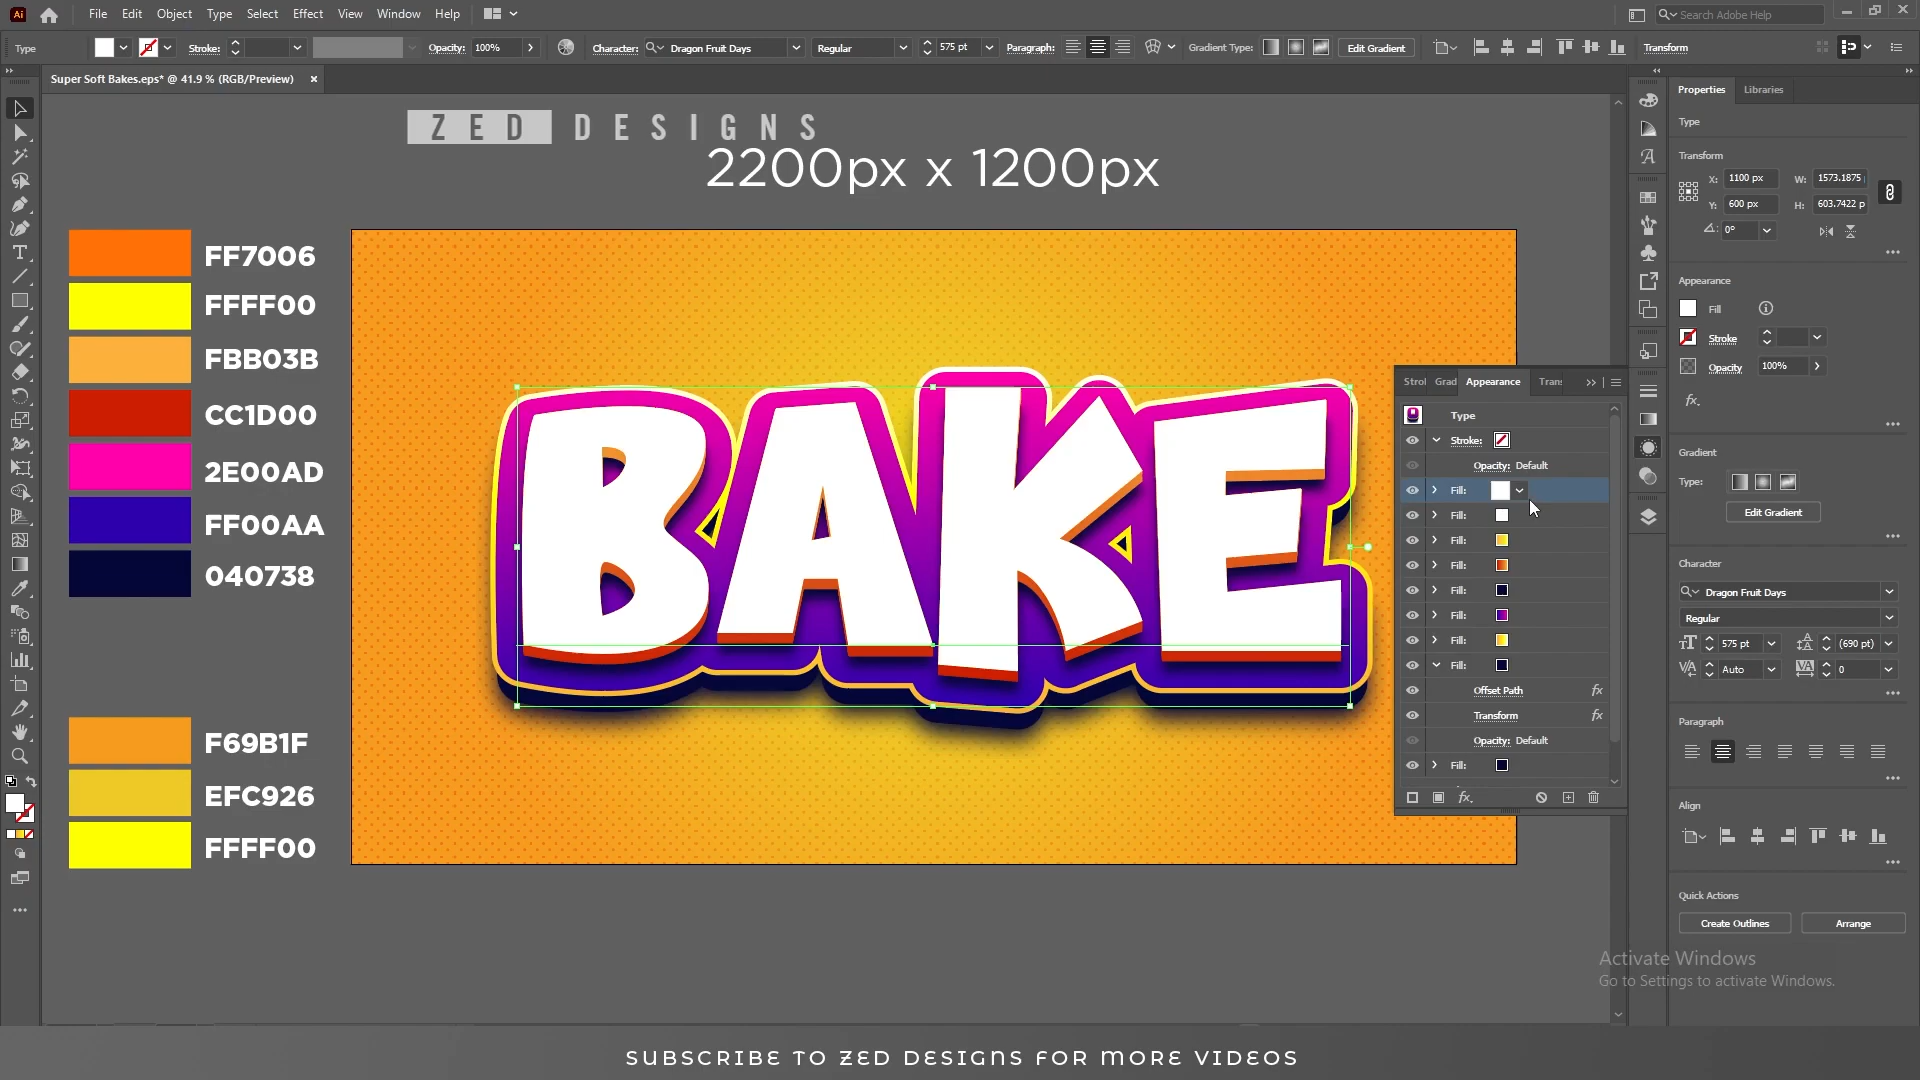 Ai File Edit Object Type Select Effect View Window Help Search Adobe Help
Type Stroke: Opacity: 100% Character: Dragon Fruit Days Regular 575 pt Paragraph: Gradient Type: Edit Gradient Transform
Super Soft Bakes.eps* @ 41.9 % (RGB/Preview) ×
ZED DESIGNS
2200px x 1200px
FF7006
FFFF00
FBB03B
CC1D00
2E00AD
FF00AA
040738
F69B1F
EFC926
FFFF00
BAKE
Strol Grad Appearance Tran
Type
Stroke:
Opacity: Default
Fill:
Fill:
Fill:
Fill:
Fill:
Fill:
Fill:
Fill:
Offset Path fx
Transform fx
Opacity: Default
Fill:
fx.
Properties Libraries
Type
Transform
X: 1100 px W: 1573.1875
Y: 600 px H: 603.7422 p
0°
Appearance
Fill
Stroke
Opacity 100%
fx.
Gradient
Type:
Edit Gradient
Character
Dragon Fruit Days
Regular
575 pt (690 pt)
Auto 0
Paragraph
Align
Quick Actions
Create Outlines Arrange
Activate Windows
Go to Settings to activate Windows.
SUBSCRIBE TO ZED DESIGNS FOR MORE VIDEOS